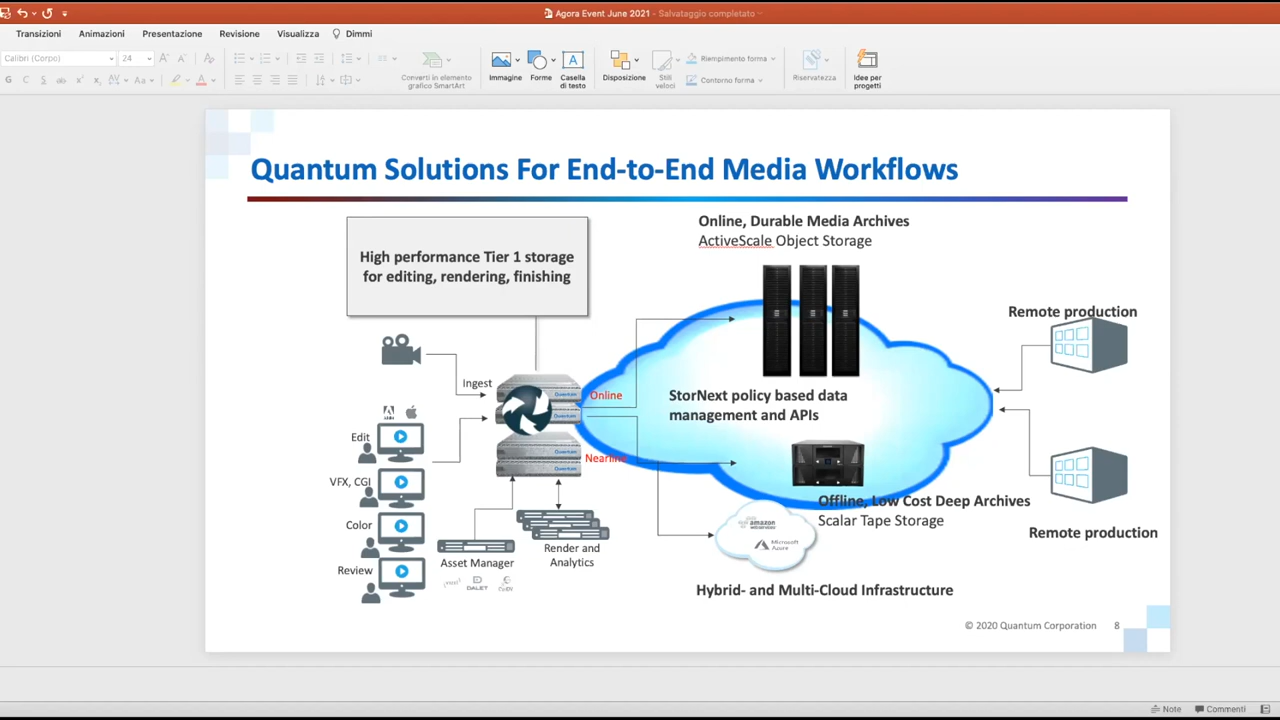 Agora Event June 2021 - Salvataggio completato
Transizioni Animazioni Presentazione Revisione Visualizza Dimmi
Calibri (Corpo) 24
Converti in elemento
grafico SmartArt
Immagine
Forme
Casella
di testo
Disposizione
Stili
veloci
Riempimento forma
Contorno forma
Riservatezza
Idee per
progetti
Quantum Solutions For End-to-End Media Workflows
High performance Tier 1 storage
for editing, rendering, finishing
Online, Durable Media Archives
ActiveScale Object Storage
Remote production
Ingest
Online
StorNext policy based data
management and APIs
Edit
Nearline
VFX, CGI
Color
Review
Asset Manager
DALET
Render and
Analytics
Offline, Low Cost Deep Archives
Scalar Tape Storage
amazon
webservices
Microsoft
Azure
Remote production
Hybrid- and Multi-Cloud Infrastructure
© 2020 Quantum Corporation 8
Note Commenti